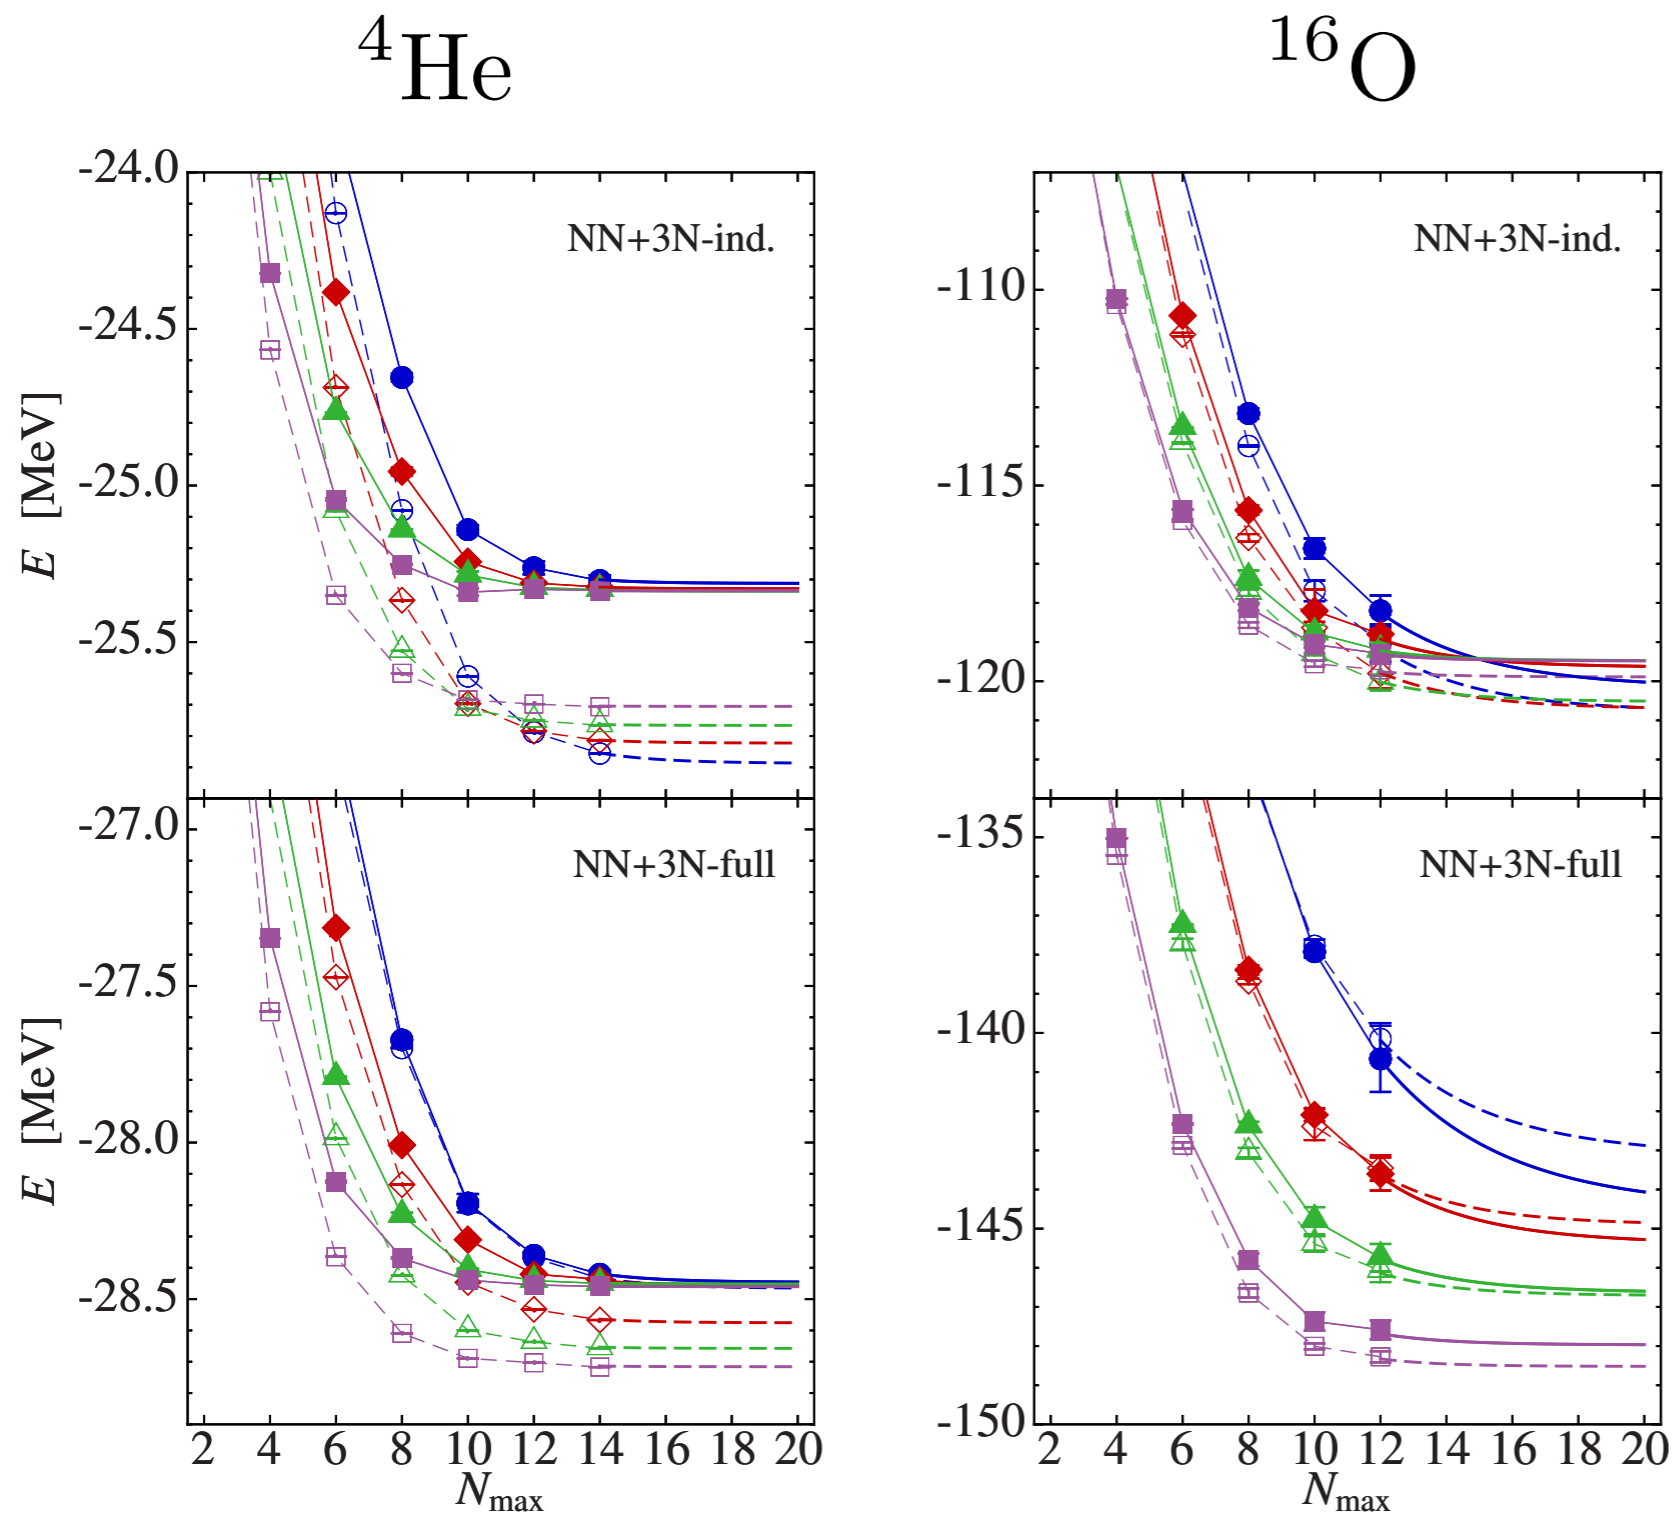 ⁴He
¹⁶O
-24.0
-24.5
-25.0
-25.5
E [MeV]
NN+3N-ind.
-110
-115
-120
NN+3N-ind.
-27.0
-27.5
-28.0
-28.5
E [MeV]
NN+3N-full
-135
-140
-145
-150
NN+3N-full
2 4 6 8 10 12 14 16 18 20
N_max
2 4 6 8 10 12 14 16 18 20
N_max